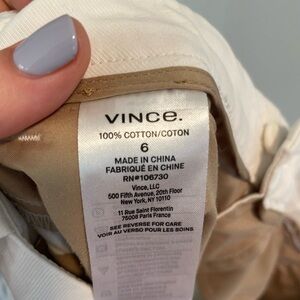 VINCE.
100% COTTON/COTON
6
MADE IN CHINA
FABRIQUÉ EN CHINE
RN#106730
Vince, LLC
500 Fifth Avenue, 20th Floor
New York, NY 10110
11 Rue Saint Florentin
75008 Paris France
SEE REVERSE FOR CARE
VOIR AU VERSO POUR LES SOINS